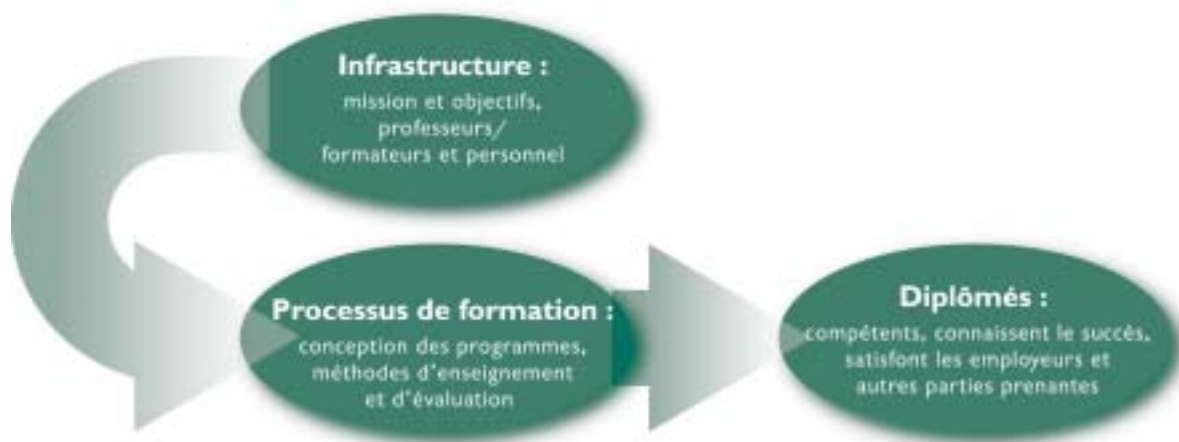 Infrastructure :
mission et objectifs,
professeurs/
formateurs et personnel
Processus de formation :
conception des programmes,
méthodes d'enseignement
et d'évaluation
Diplômés :
compétents, connaissent le succès,
satisfont les employeurs et
autres parties prenantes